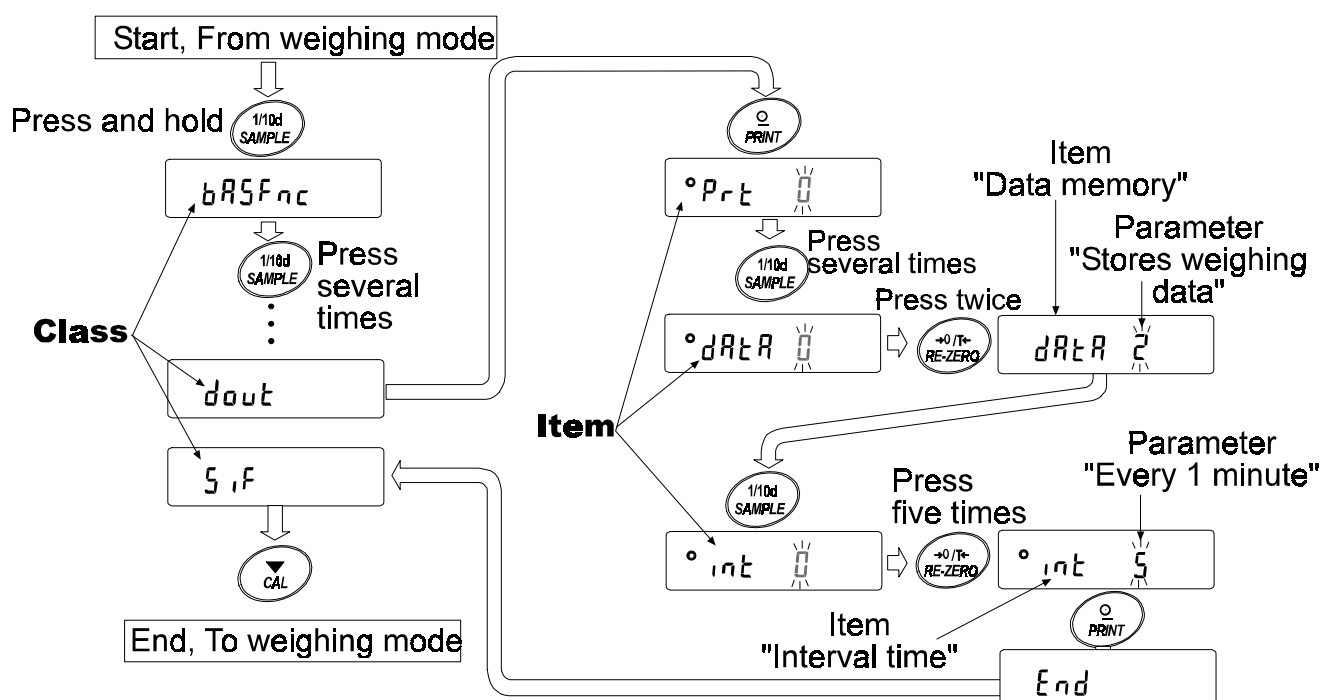 Start, From weighing mode
Press and hold
1/10d
SAMPLE
bASFnc
1/10d
SAMPLE
Press
several
times
Class
dout
S iF
CAL
End, To weighing mode
PRINT
°Prt 0
1/10d
SAMPLE
Press
several times
Item
"Data memory"
Parameter
"Stores weighing
data"
Press twice
°dAtA 0
→0/T←
RE-ZERO
dAtA 2
Item
1/10d
SAMPLE
Press
five times
Parameter
"Every 1 minute"
° int 0
→0/T←
RE-ZERO
° int 5
Item
"Interval time"
PRINT
End